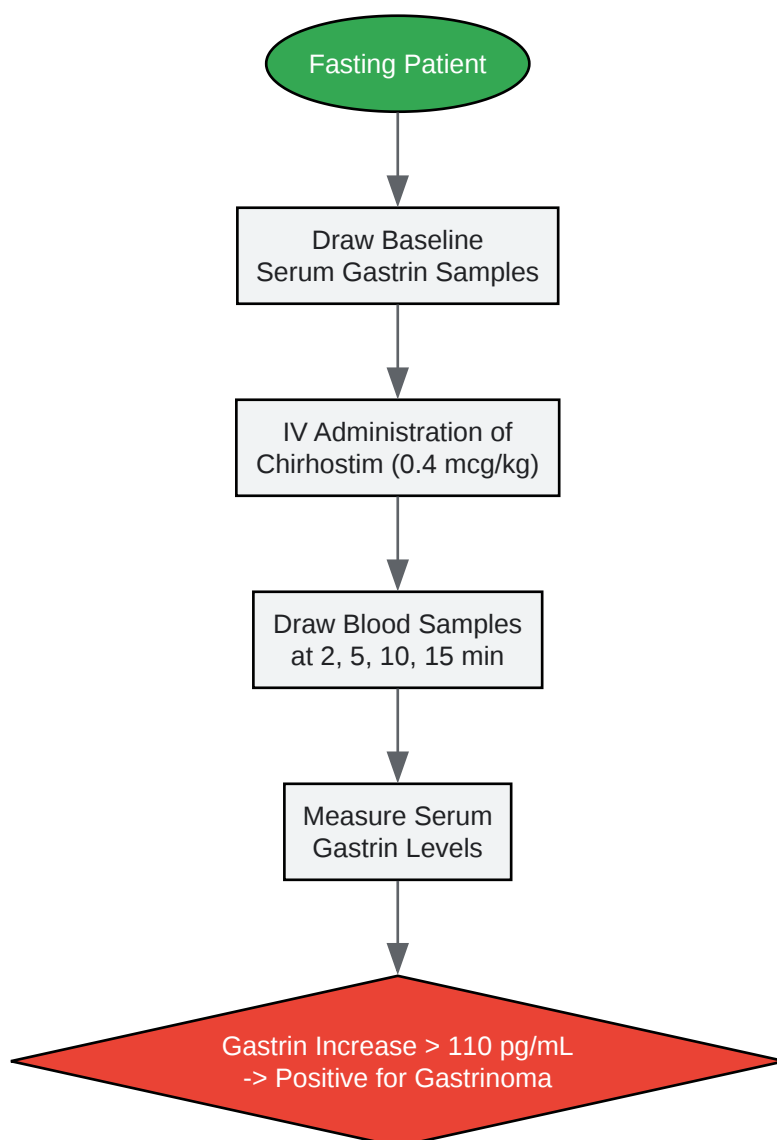 Fasting Patient
Draw Baseline
Serum Gastrin Samples
IV Administration of
Chirhostim (0.4 mcg/kg)
Draw Blood Samples
at 2, 5, 10, 15 min
Measure Serum
Gastrin Levels
Gastrin Increase > 110 pg/mL
-> Positive for Gastrinoma